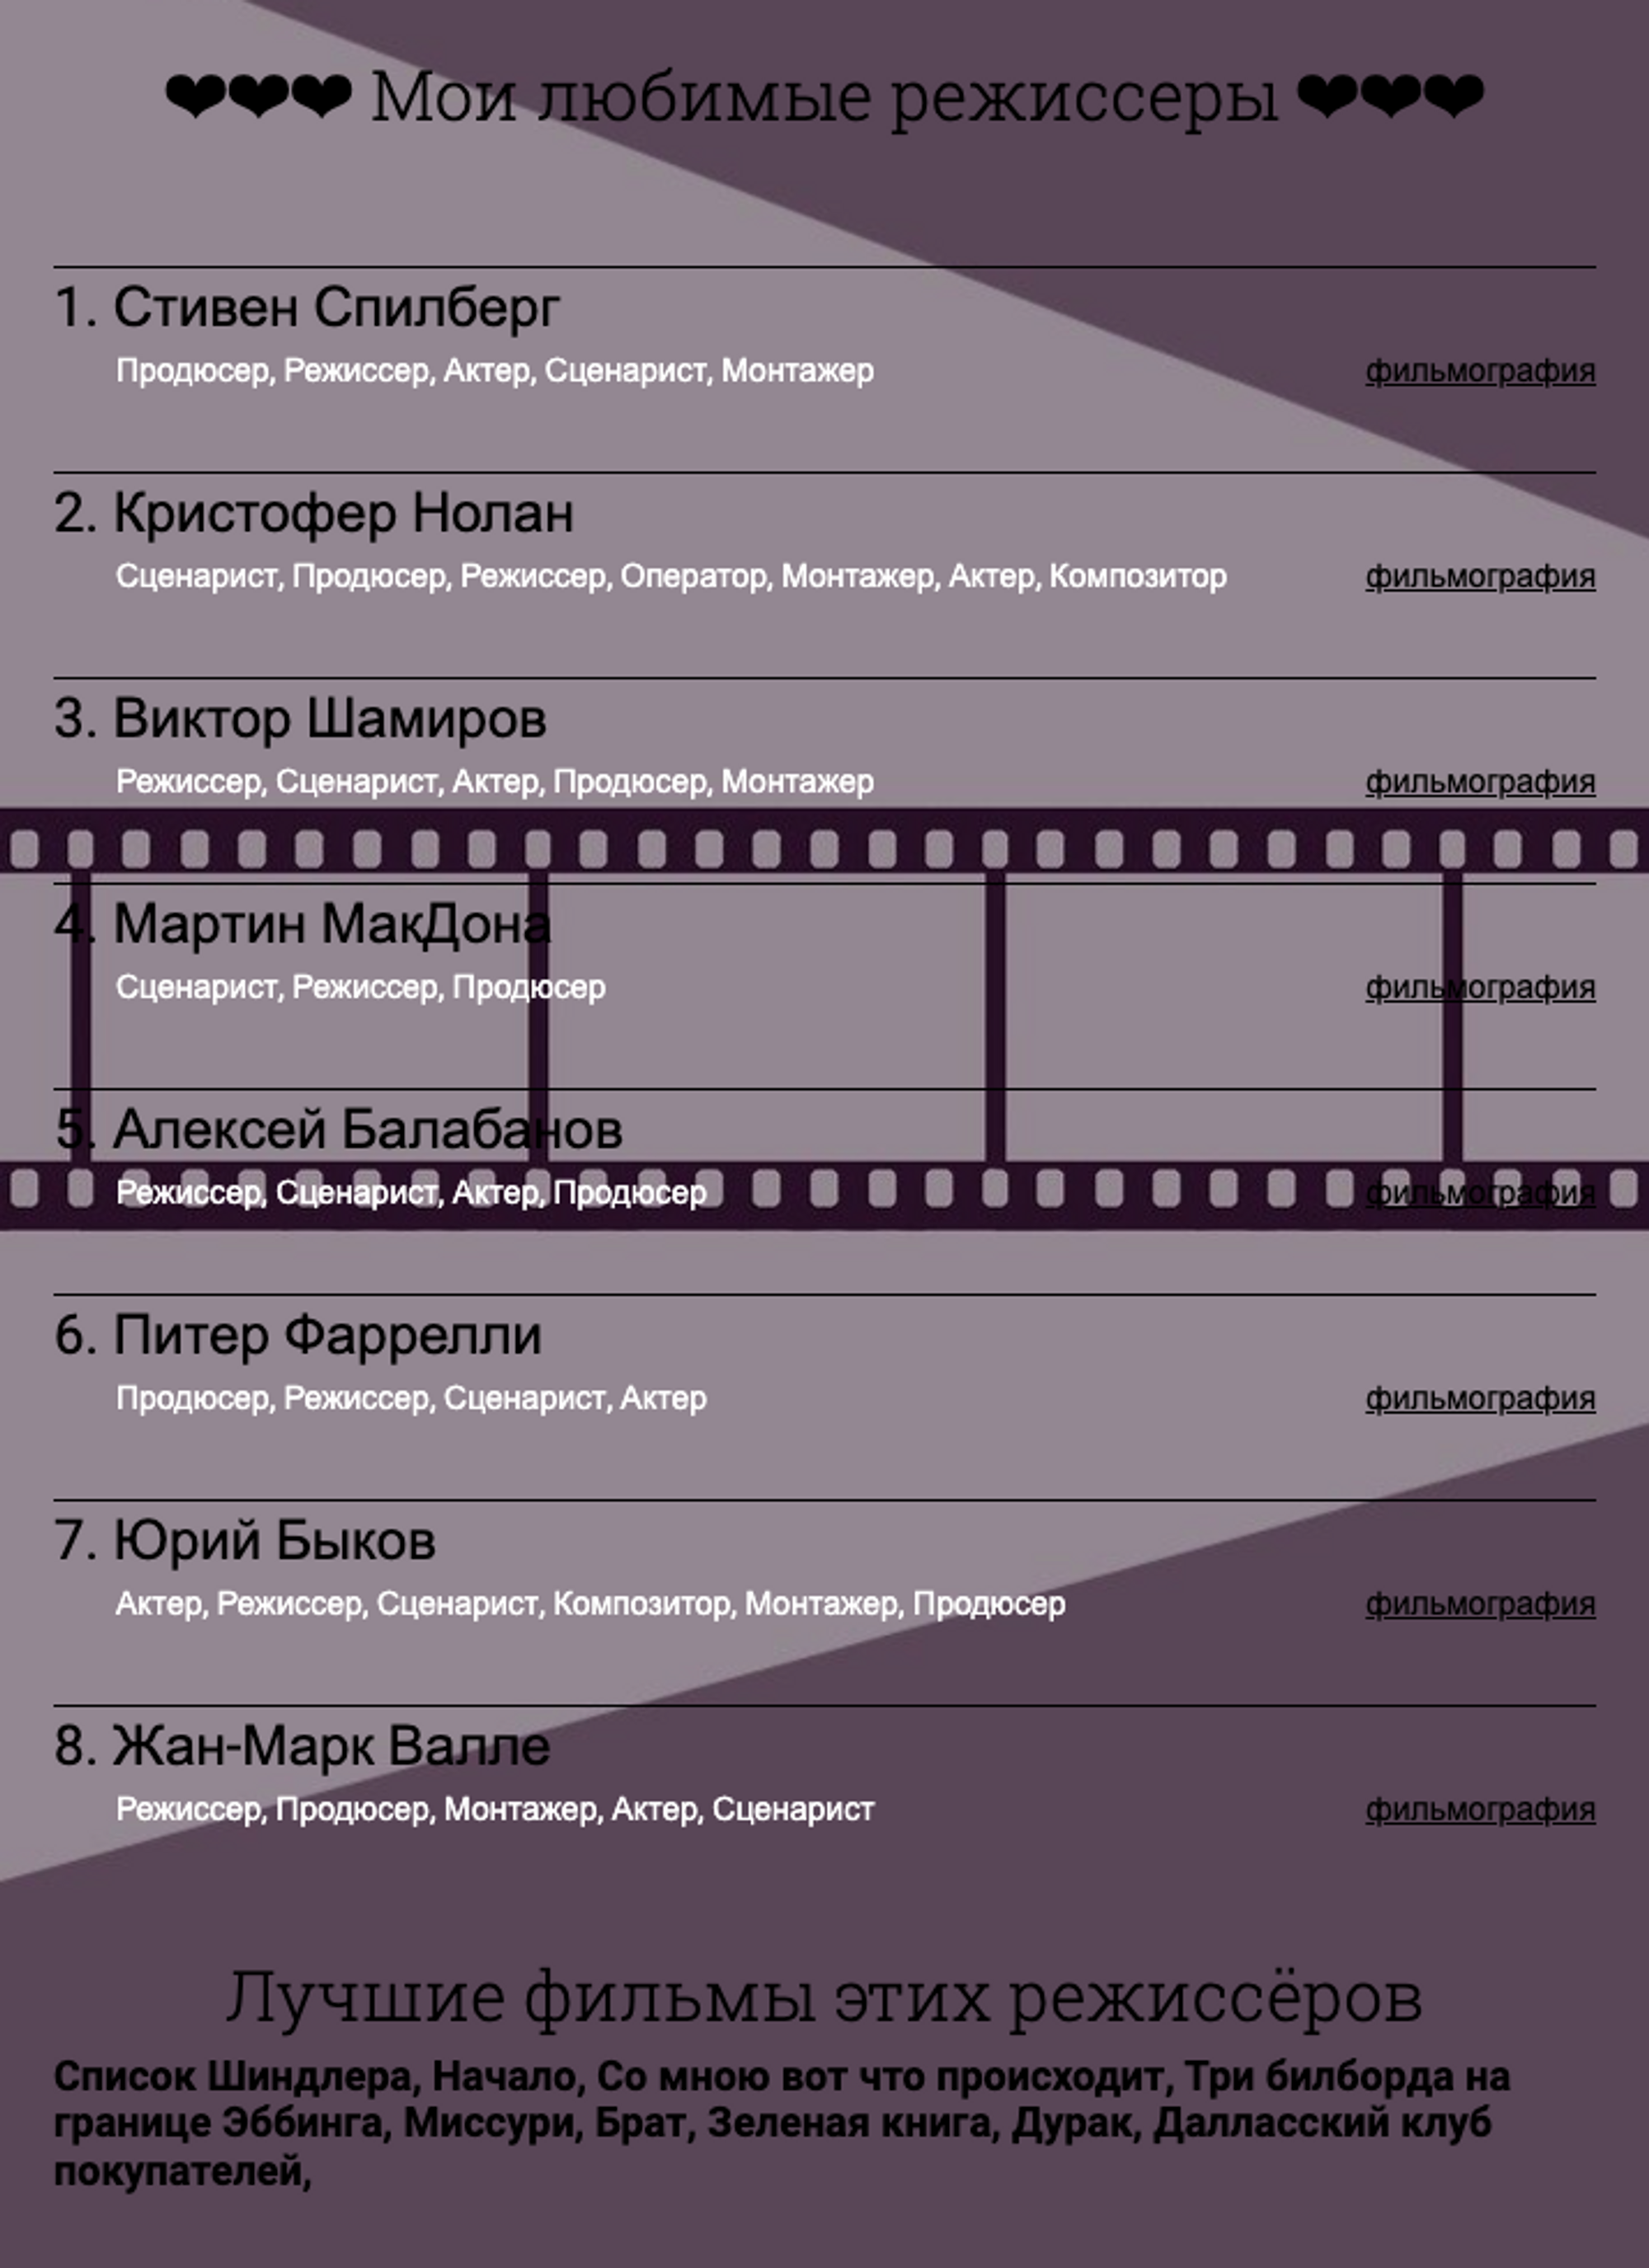 ❤❤❤ Мои любимые режиссеры ❤❤❤
1. Стивен Спилберг
Продюсер, Режиссер, Актер, Сценарист, Монтажер фильмография
2. Кристофер Нолан
Сценарист, Продюсер, Режиссер, Оператор, Монтажер, Актер, Композитор фильмография
3. Виктор Шамиров
Режиссер, Сценарист, Актер, Продюсер, Монтажер фильмография
4. Мартин МакДона
Сценарист, Режиссер, Продюсер фильмография
5. Алексей Балабанов
Режиссер, Сценарист, Актер, Продюсер фильмография
6. Питер Фаррелли
Продюсер, Режиссер, Сценарист, Актер фильмография
7. Юрий Быков
Актер, Режиссер, Сценарист, Композитор, Монтажер, Продюсер фильмография
8. Жан-Марк Валле
Режиссер, Продюсер, Монтажер, Актер, Сценарист фильмография
Лучшие фильмы этих режиссёров
Список Шиндлера, Начало, Со мною вот что происходит, Три билборда на
границе Эббинга, Миссури, Брат, Зеленая книга, Дурак, Далласский клуб
покупателей,